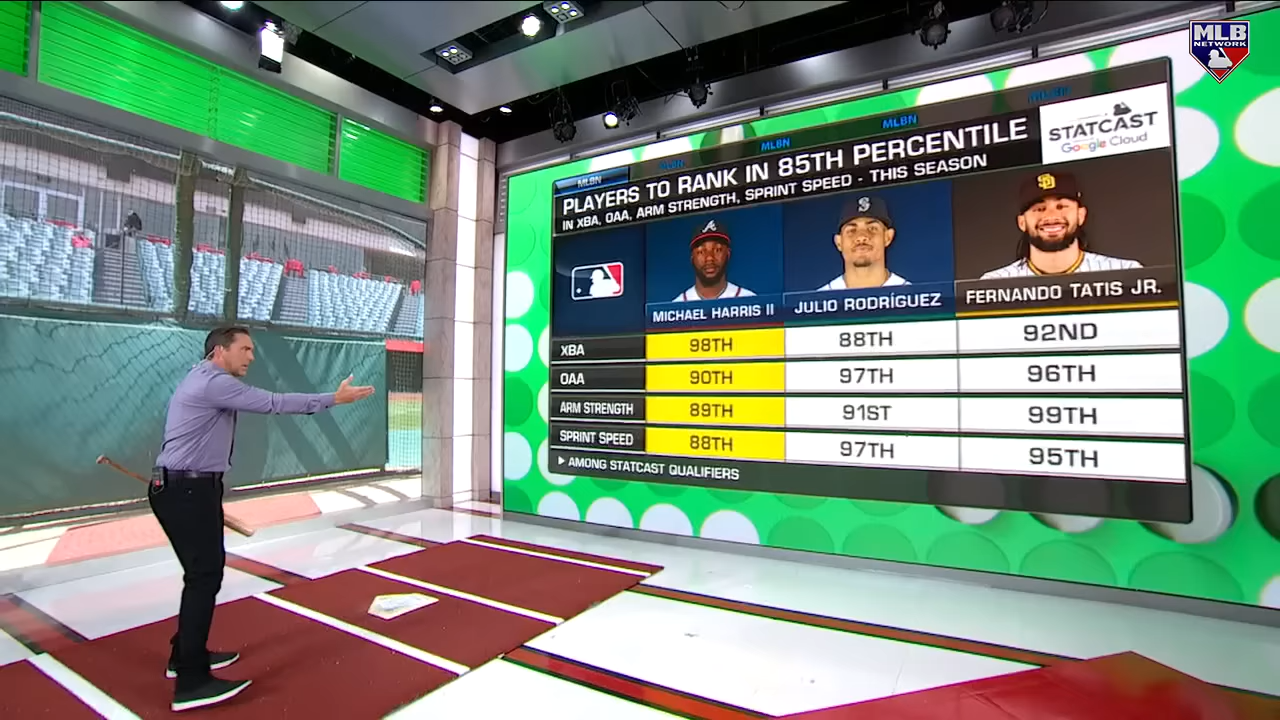 MLB
NETWORK
MLBN
MLBN
MLBN
STATCAST
Google Cloud
PLAYERS TO RANK IN 85TH PERCENTILE
IN XBA, OAA, ARM STRENGTH, SPRINT SPEED - THIS SEASON
S
SD
MICHAEL HARRIS II JULIO RODRÍGUEZ FERNANDO TATIS JR.
XBA 98TH 88TH 92ND
OAA 90TH 97TH 96TH
ARM STRENGTH 89TH 91ST 99TH
SPRINT SPEED 88TH 97TH 95TH
AMONG STATCAST QUALIFIERS